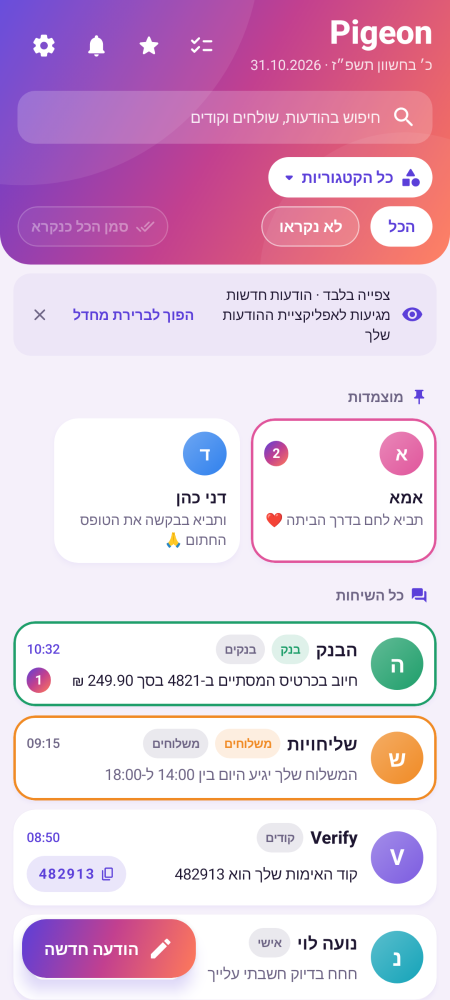 Pigeon
כ׳ בחשוון תשפ״ז · 31.10.2026
חיפוש בהודעות, שולחים וקודים
כל הקטגוריות
הכל
לא נקראו
סמן הכל כנקרא
צפייה בלבד · הודעות חדשות
מגיעות לאפליקציית ההודעות
שלך
הפוך לברירת מחדל
מוצמדות
א
2
אמא
תביא לחם בדרך הביתה ❤️
ד
דני כהן
ותביא בבקשה את הטופס
החתום 🙏
כל השיחות
ה
הבנק בנק בנקים 10:32
חיוב בכרטיס המסתיים ב-4821 בסך 249.90 ₪ 1
ש
שליחויות משלוחים משלוחים 09:15
המשלוח שלך יגיע היום בין 14:00 ל-18:00
V
Verify קודים 08:50
קוד האימות שלך הוא 482913 482913
נ
נועה לוי אישי
חחח בדיוק חשבתי עלייך
הודעה חדשה